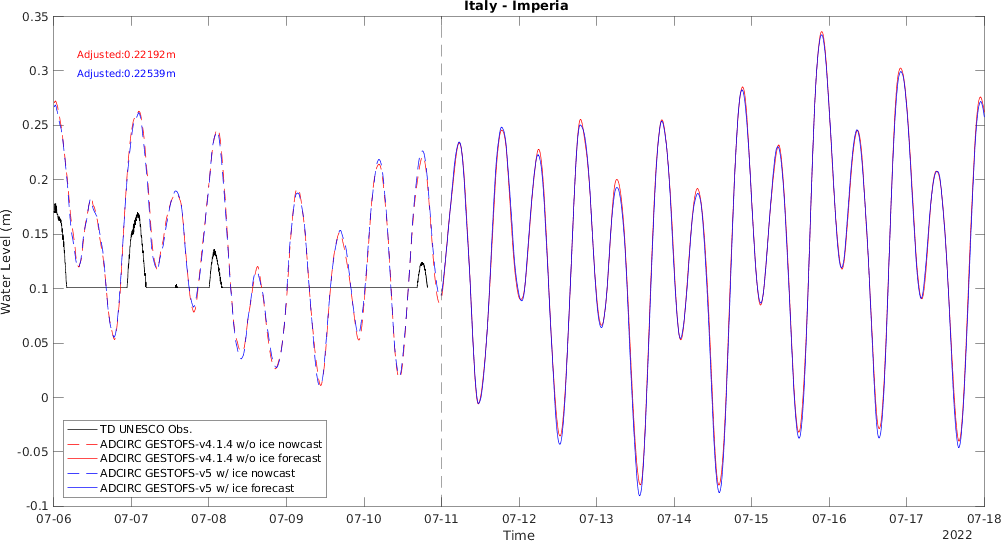 Italy - Imperia
0.35
0.3
0.25
0.2
0.15
0.1
0.05
0
-0.05
-0.1
Water Level (m)
Adjusted:0.22192m
Adjusted:0.22539m
TD UNESCO Obs.
ADCIRC GESTOFS-v4.1.4 w/o ice nowcast
ADCIRC GESTOFS-v4.1.4 w/o ice forecast
ADCIRC GESTOFS-v5 w/ ice nowcast
ADCIRC GESTOFS-v5 w/ ice forecast
07-06 07-07 07-08 07-09 07-10 07-11 07-12 07-13 07-14 07-15 07-16 07-17 07-18
Time
2022